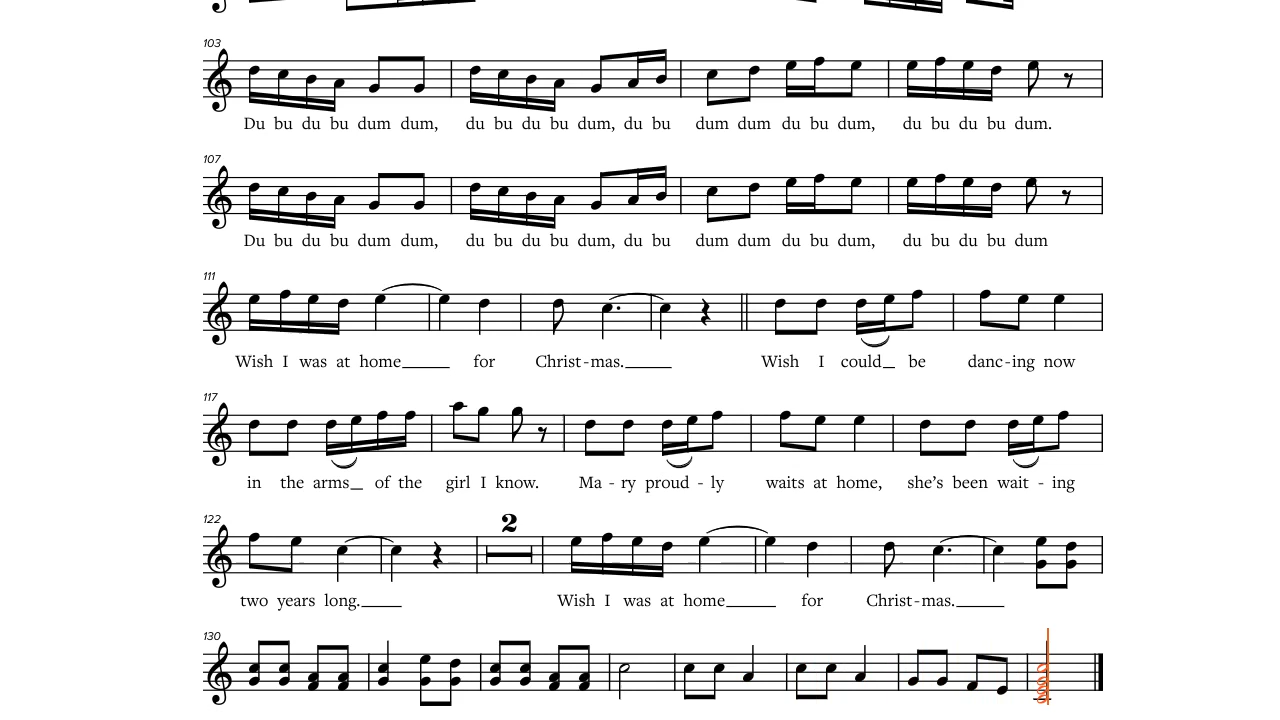 103
Du bu du bu dum dum, du bu du bu dum, du bu dum dum du bu dum, du bu du bu dum.
107
Du bu du bu dum dum, du bu du bu dum, du bu dum dum du bu dum, du bu du bu dum
111
Wish I was at home for Christ-mas. Wish I could be danc-ing now
117
in the arms of the girl I know. Ma - ry proud - ly waits at home, she's been wait - ing
122
2
two years long. Wish I was at home for Christ-mas.
130